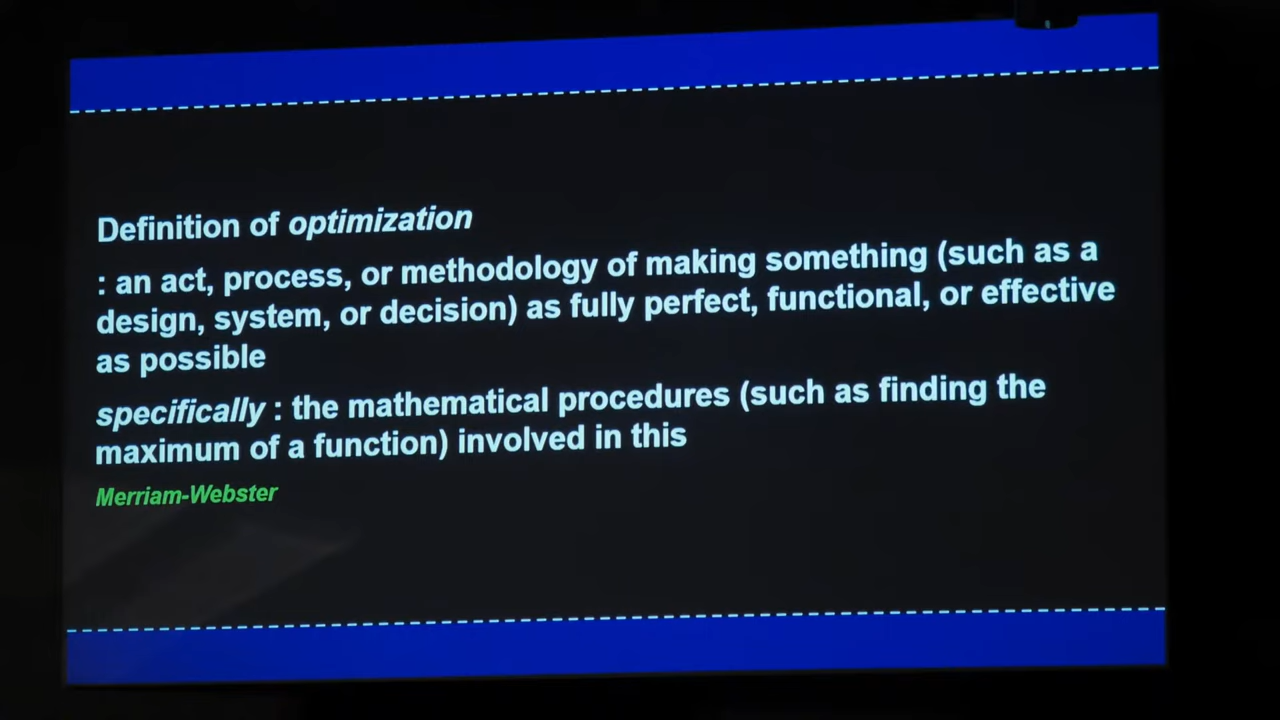 Definition of optimization
: an act, process, or methodology of making something (such as a
design, system, or decision) as fully perfect, functional, or effective
as possible
specifically : the mathematical procedures (such as finding the
maximum of a function) involved in this
Merriam-Webster